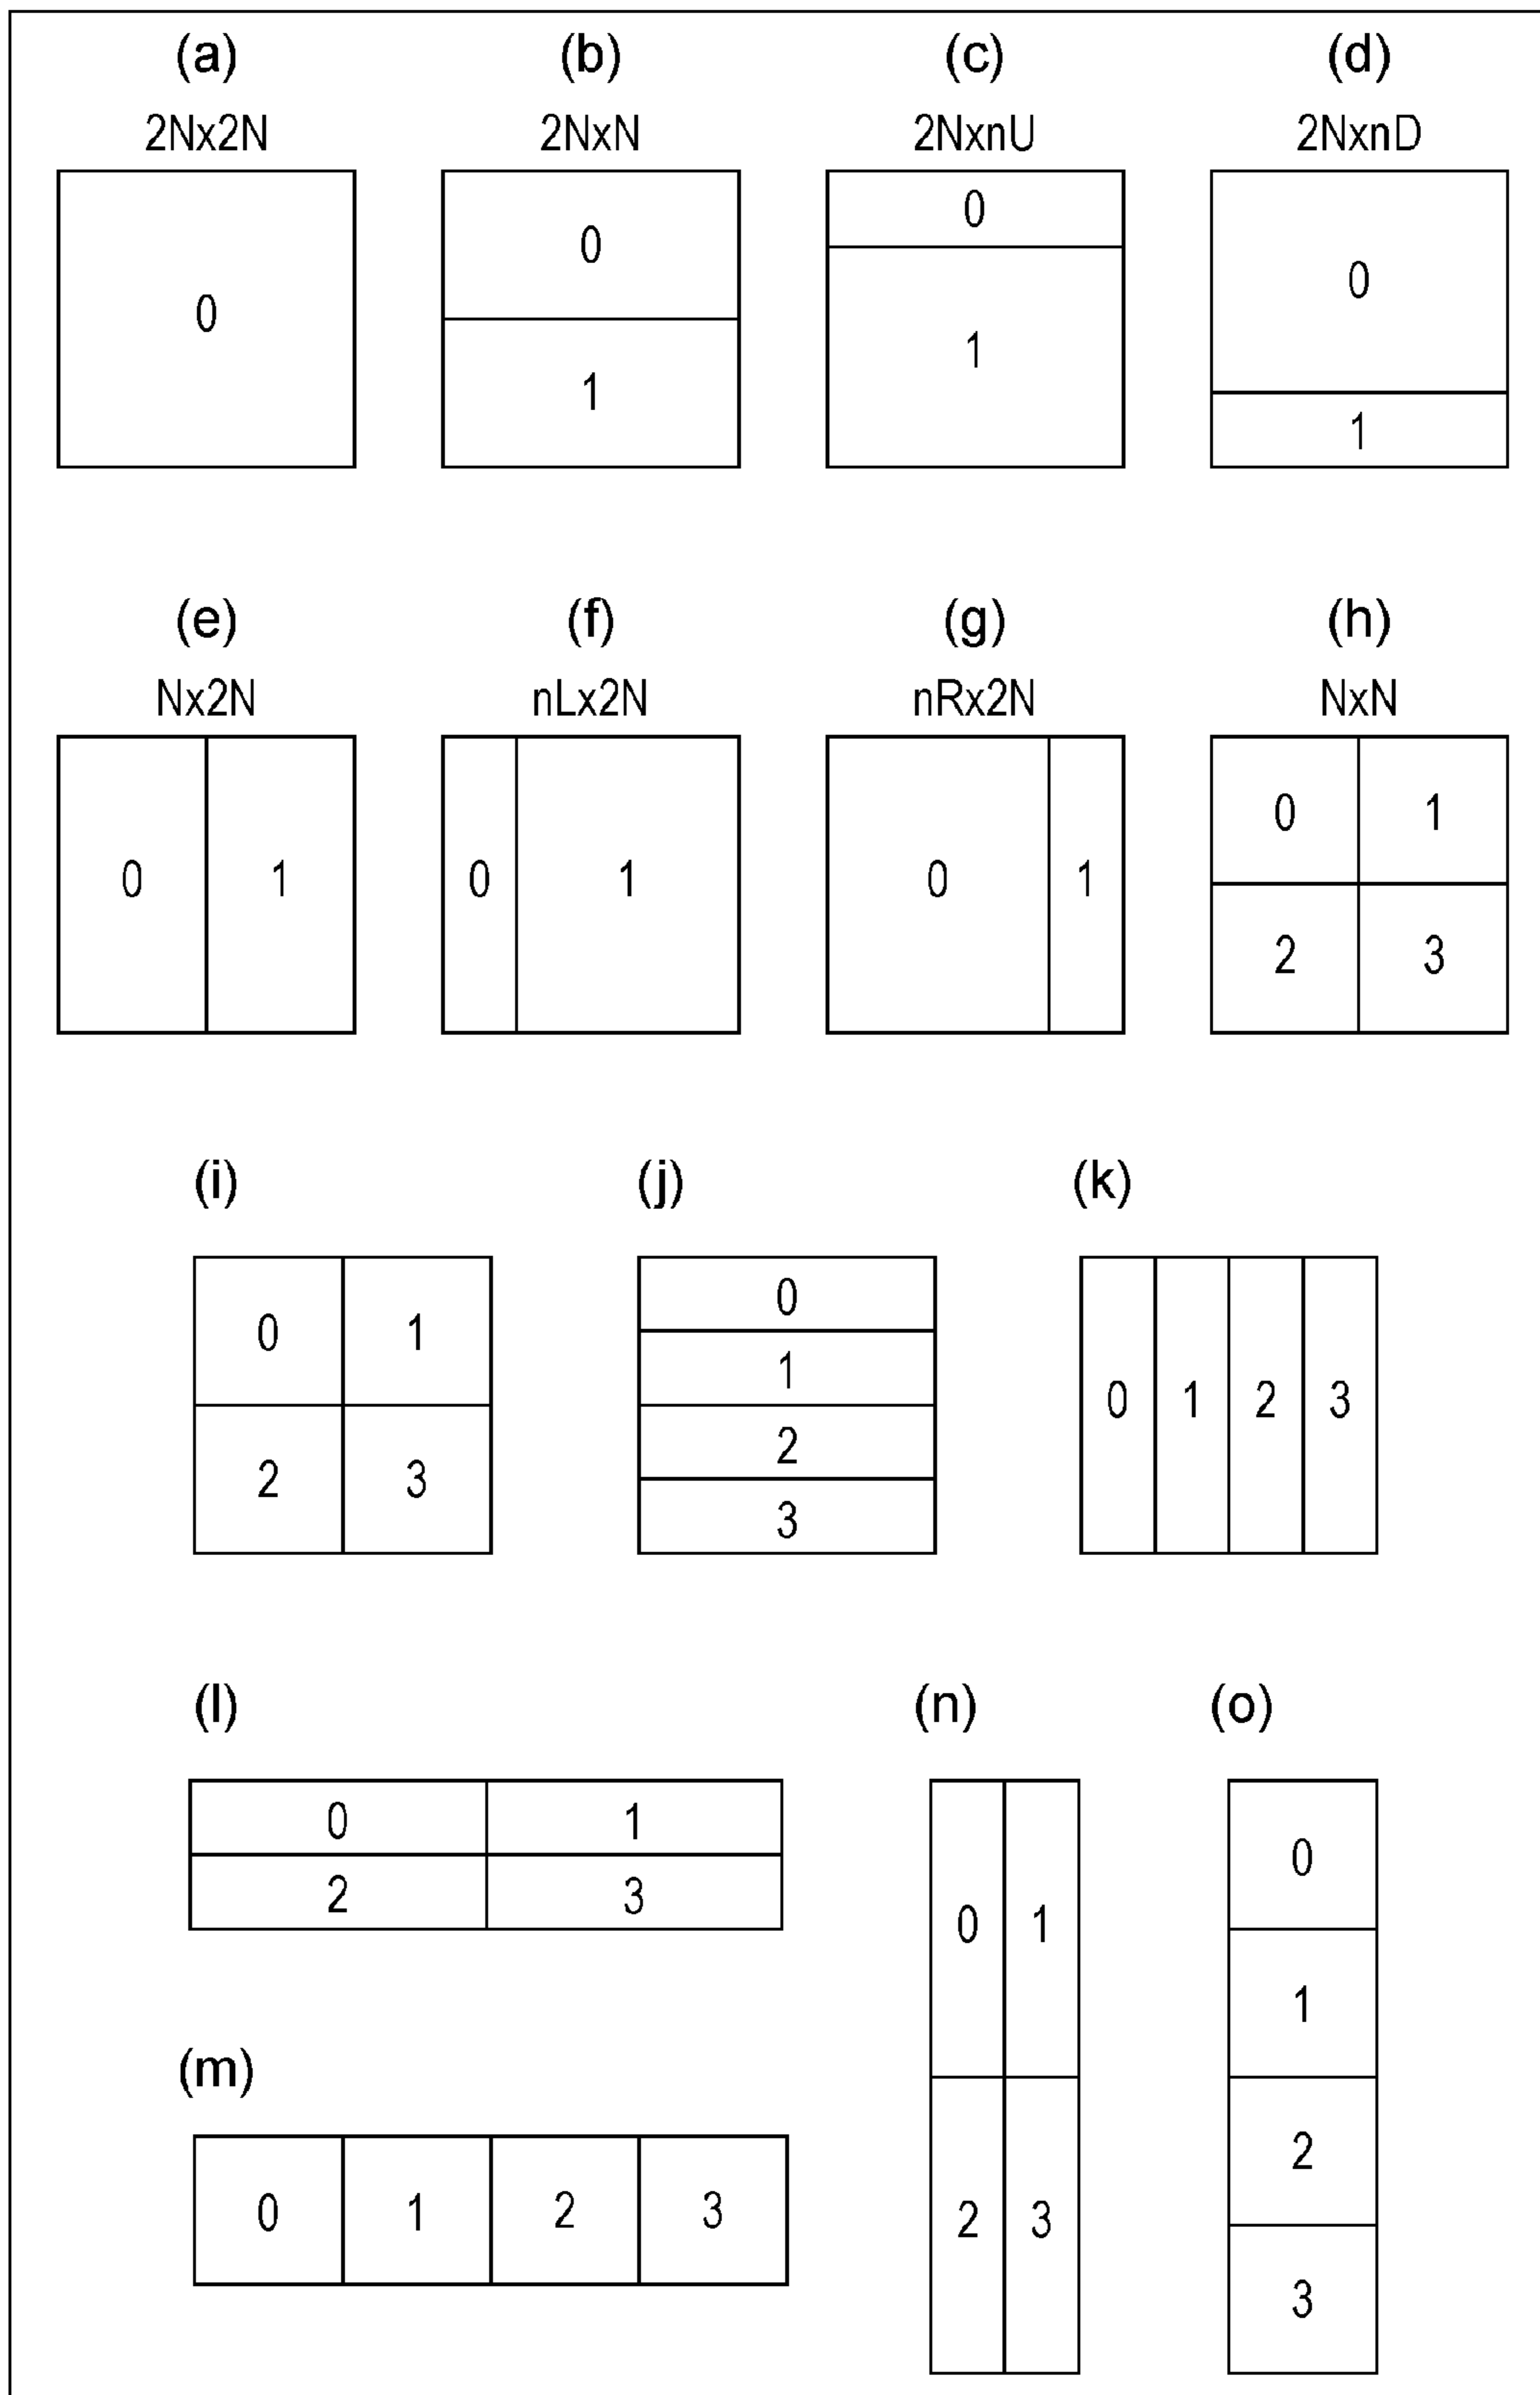 (a) (b) (c) (d)
2Nx2N 2NxN 2NxnU 2NxnD
0
0
1
0
1
0
1
(e) (f) (g) (h)
Nx2N nLx2N nRx2N NxN
0 1
0 1
0 1
0 1
2 3
(i) (j) (k)
0 1
2 3
0
1
2
3
0 1 2 3
(l)
0 1
2 3
(m)
0 1 2 3
(n)
0 1
2 3
(o)
0
1
2
3